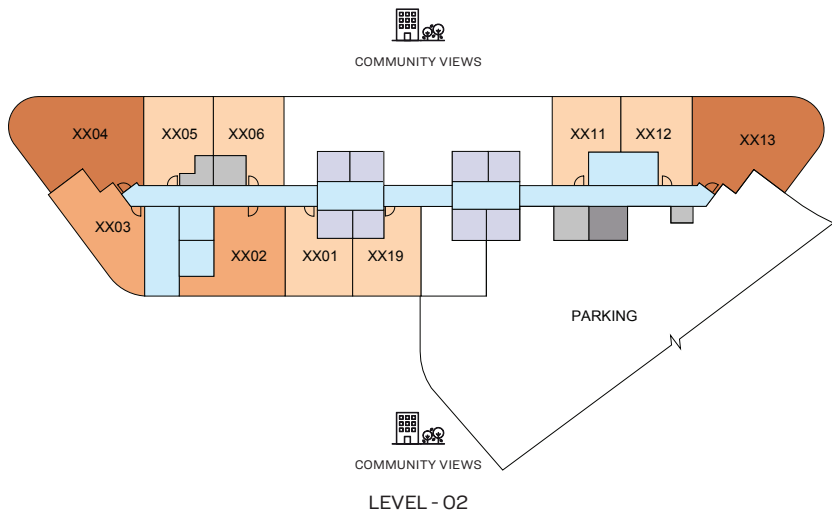 COMMUNITY VIEWS
XX04
XX05
XX06
XX11
XX12
XX13
XX03
XX02
XX01
XX19
PARKING
COMMUNITY VIEWS
LEVEL - 02